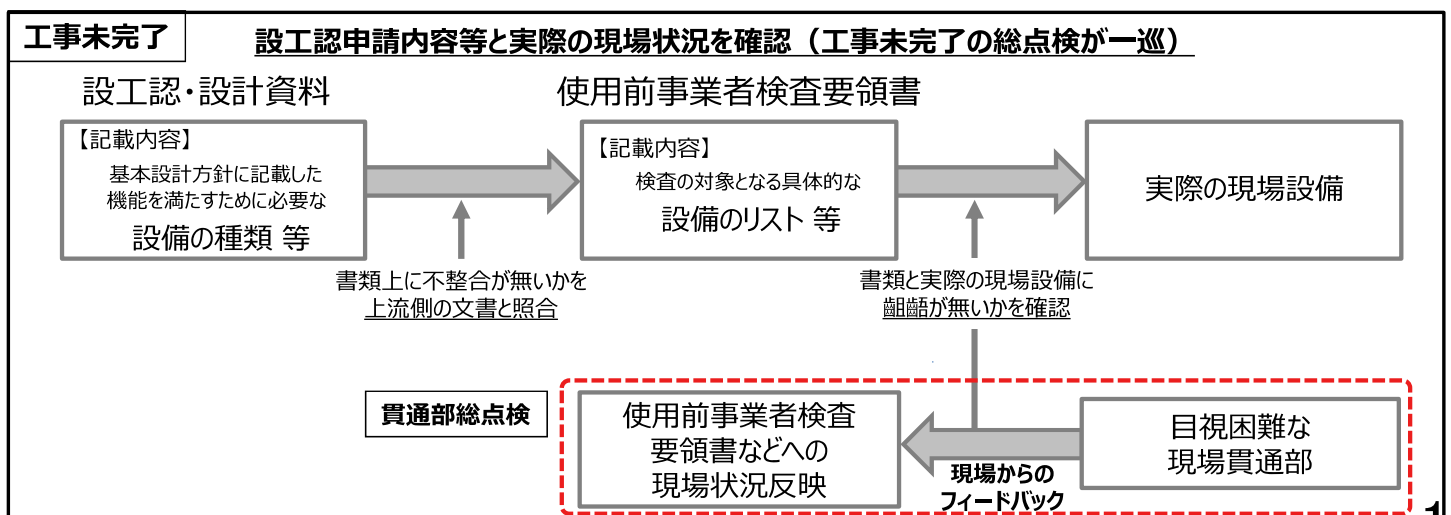 工事未完了
設工認申請内容等と実際の現場状況を確認（工事未完了の総点検が一巡）
設工認・設計資料
【記載内容】
基本設計方針に記載した
機能を満たすために必要な
設備の種類 等
使用前事業者検査要領書
【記載内容】
検査の対象となる具体的な
設備のリスト 等
実際の現場設備
書類上に不整合が無いかを
上流側の文書と照合
書類と実際の現場設備に
齟齬が無いかを確認
貫通部総点検
使用前事業者検査
要領書などへの
現場状況反映
現場からの
フィードバック
目視困難な
現場貫通部
1